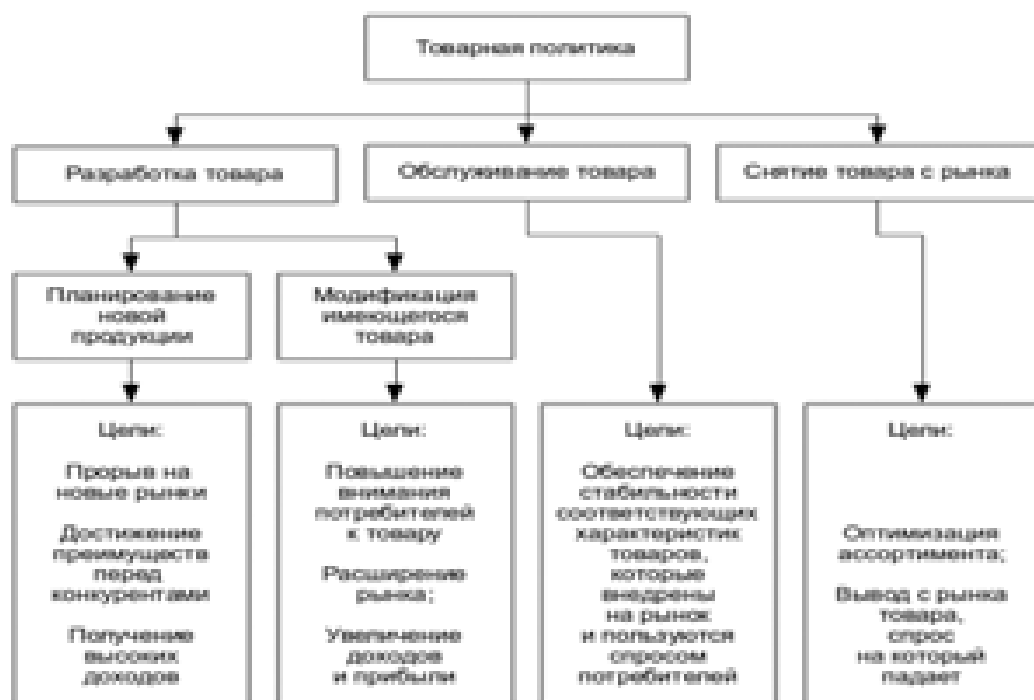 Товарная политика
Разработка товара
Обслуживание товара
Снятие товара с рынка
Планирование
новой
продукции
Модификация
имеющегося
товара
Цели:
Прорыв на
новые рынки
Достижение
преимуществ
перед
конкурентами
Получение
высоких
доходов
Цели:
Повышение
внимания
потребителей
к товару
Расширение
рынка;
Увеличение
доходов
и прибыли
Цели:
Обеспечение
стабильности
соответствующих
характеристик
товаров,
которые
внедрены
на рынок
и пользуются
спросом
потребителей
Цели:
Оптимизация
ассортимента;
Вывод с рынка
товара,
спрос
на который
падает